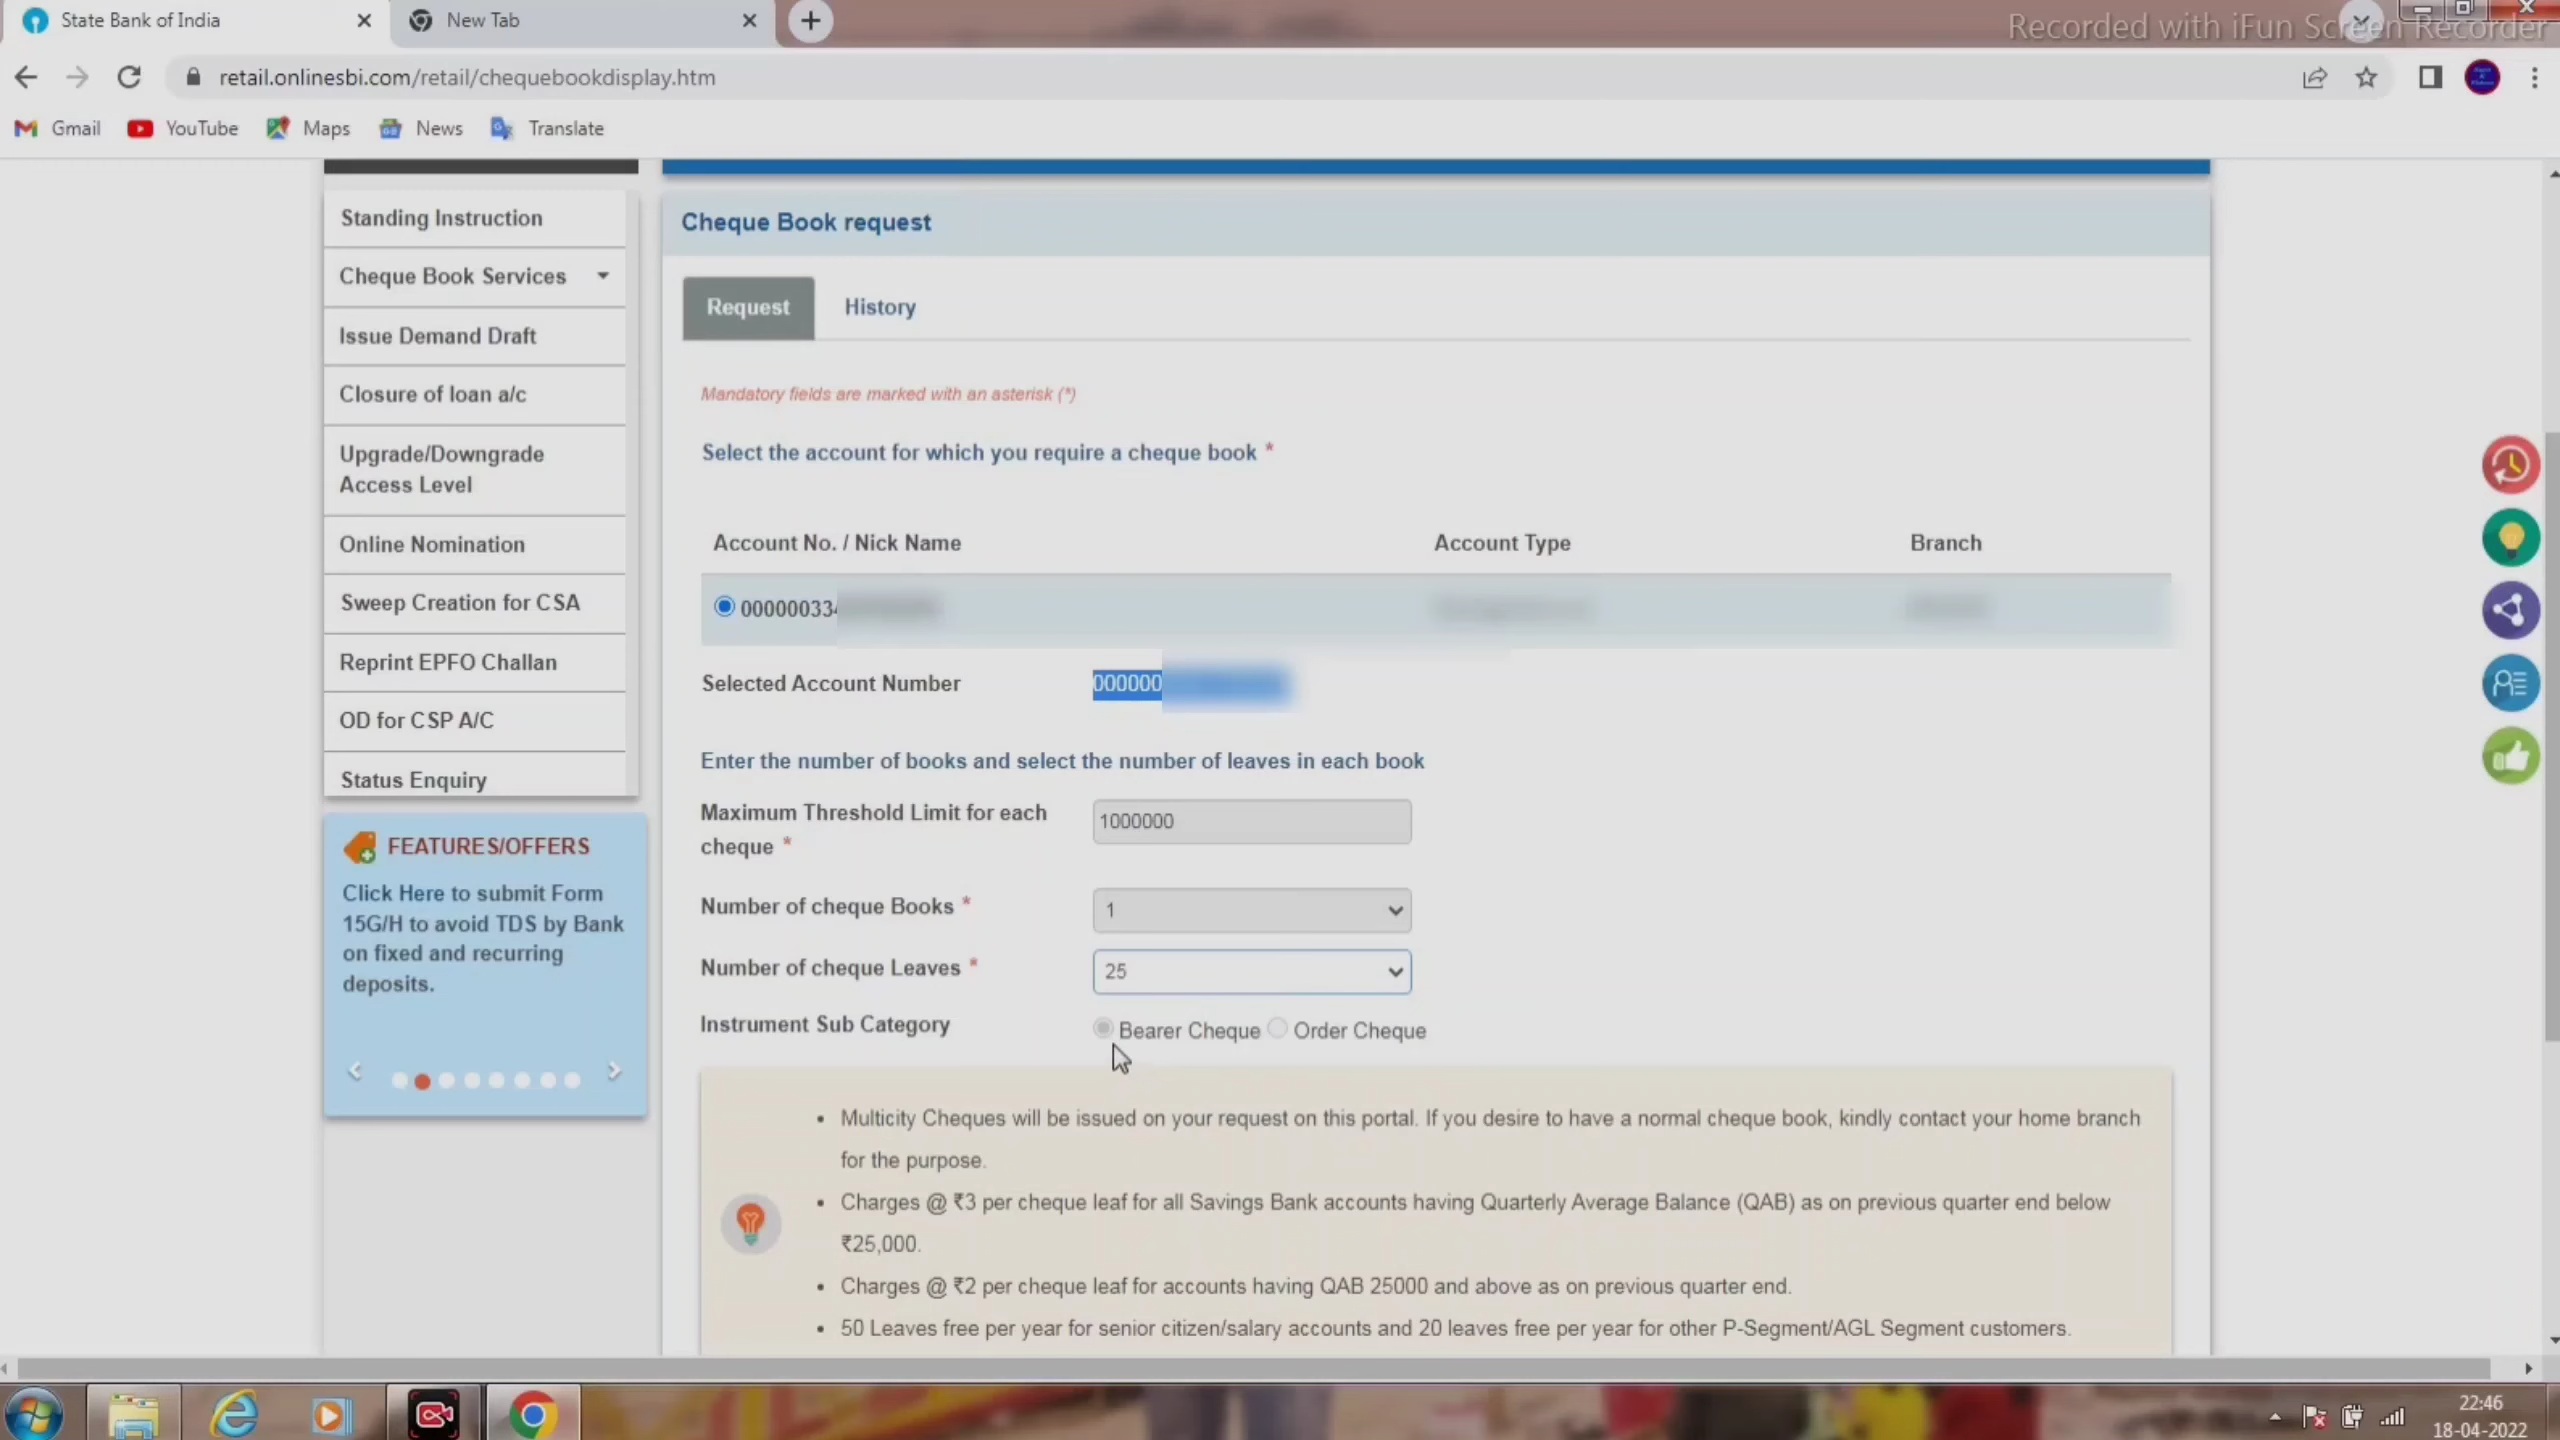 State Bank of India
New Tab
Recorded with iFun Screen Recorder
retail.onlinesbi.com/retail/chequebookdisplay.htm
Gmail
YouTube
Maps
News
Translate
Standing Instruction
Cheque Book Services
Issue Demand Draft
Closure of loan a/c
Upgrade/Downgrade
Access Level
Online Nomination
Sweep Creation for CSA
Reprint EPFO Challan
OD for CSP A/C
Status Enquiry
FEATURES/OFFERS
Click Here to submit Form
15G/H to avoid TDS by Bank
on fixed and recurring
deposits.
Cheque Book request
Request
History
Mandatory fields are marked with an asterisk (*)
Select the account for which you require a cheque book *
Account No. / Nick Name
Account Type
Branch
00000033
Selected Account Number
000000
Enter the number of books and select the number of leaves in each book
Maximum Threshold Limit for each
cheque *
1000000
Number of cheque Books *
1
Number of cheque Leaves *
25
Instrument Sub Category
Bearer Cheque
Order Cheque
• Multicity Cheques will be issued on your request on this portal. If you desire to have a normal cheque book, kindly contact your home branch
for the purpose.
• Charges @ ₹3 per cheque leaf for all Savings Bank accounts having Quarterly Average Balance (QAB) as on previous quarter end below
₹25,000.
• Charges @ ₹2 per cheque leaf for accounts having QAB 25000 and above as on previous quarter end.
• 50 Leaves free per year for senior citizen/salary accounts and 20 leaves free per year for other P-Segment/AGL Segment customers.
22:46
18-04-2022